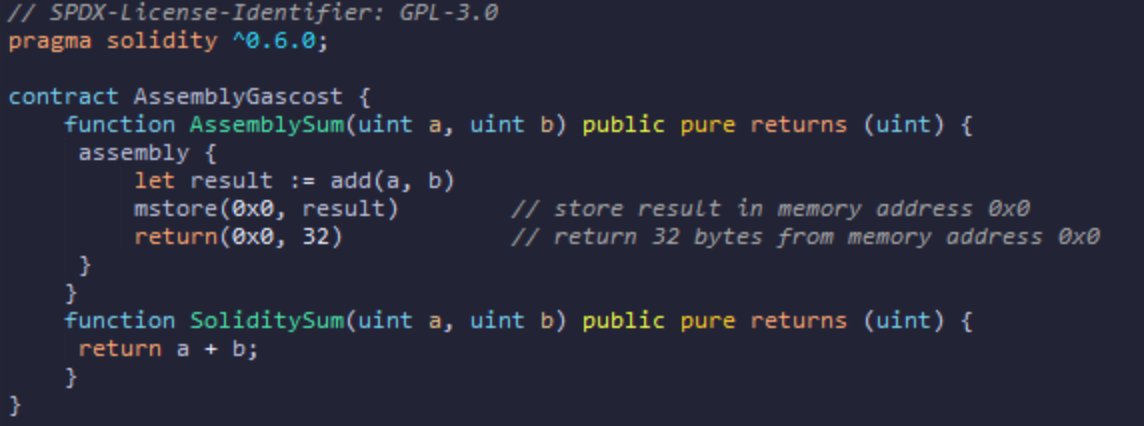 // SPDX-License-Identifier: GPL-3.0
pragma solidity ^0.6.0;

contract AssemblyGascost {
    function AssemblySum(uint a, uint b) public pure returns (uint) {
     assembly {
         let result := add(a, b)
         mstore(0x0, result)        // store result in memory address 0x0
         return(0x0, 32)            // return 32 bytes from memory address 0x0
     }
    }
    function SoliditySum(uint a, uint b) public pure returns (uint) {
     return a + b;
    }
}